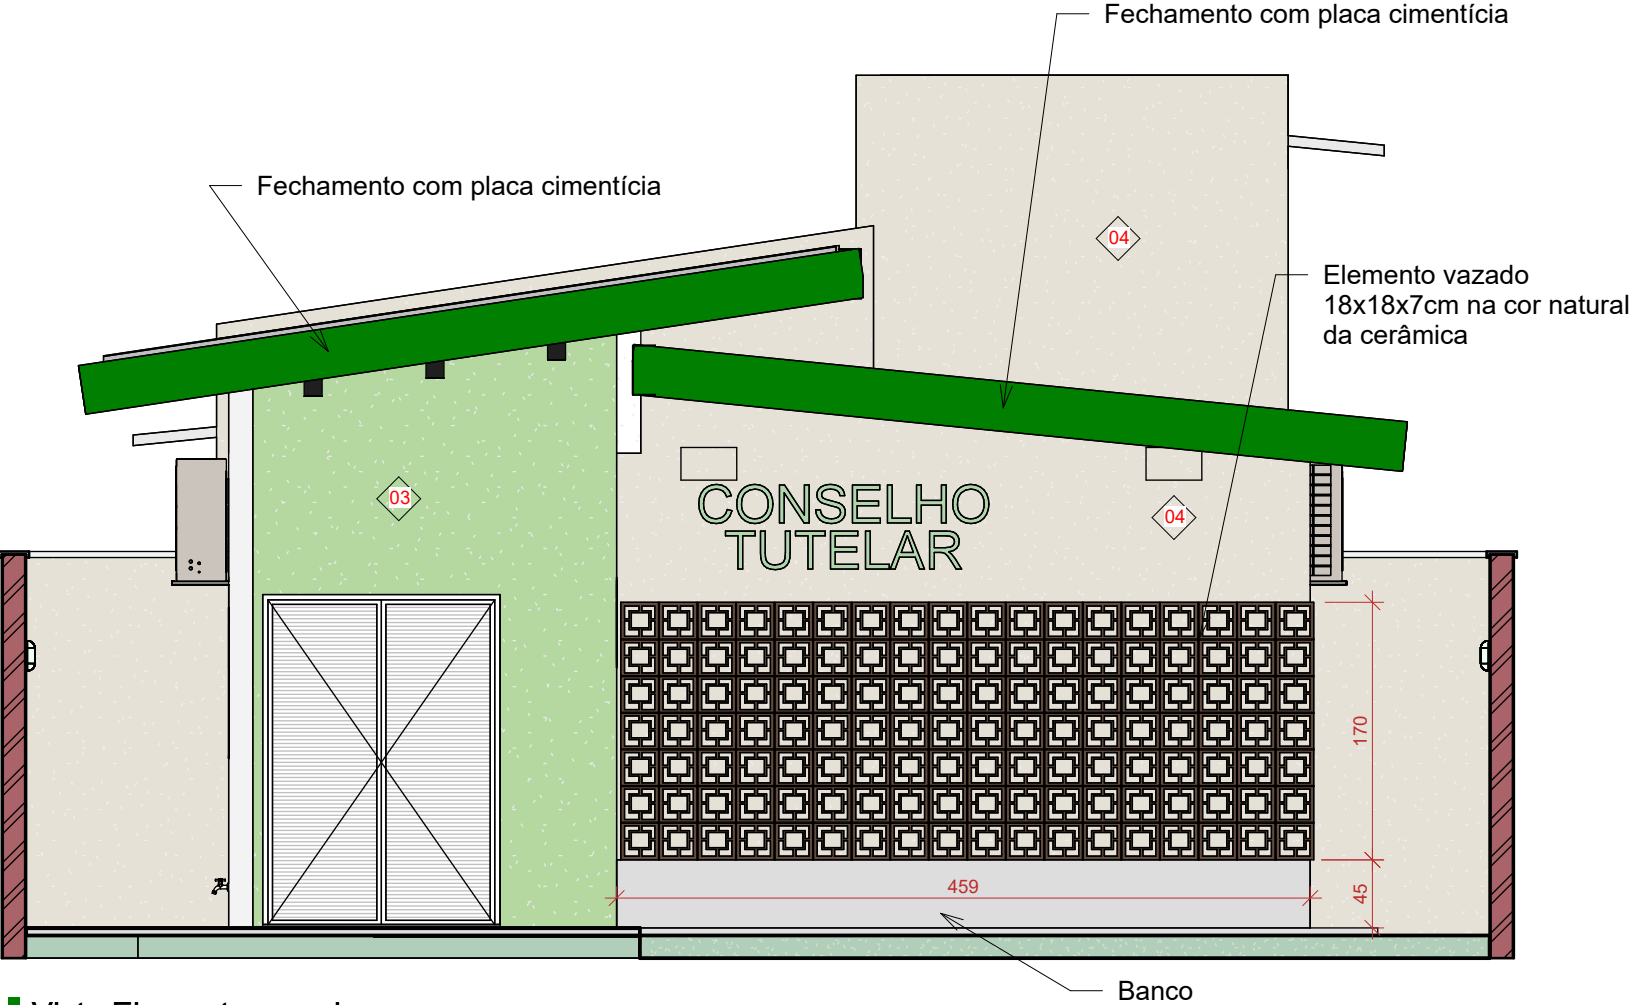 Fechamento com placa cimentícia
Fechamento com placa cimentícia
04
Elemento vazado
18x18x7cm na cor natural
da cerâmica
03
CONSELHO
TUTELAR
04
170
459
45
Banco